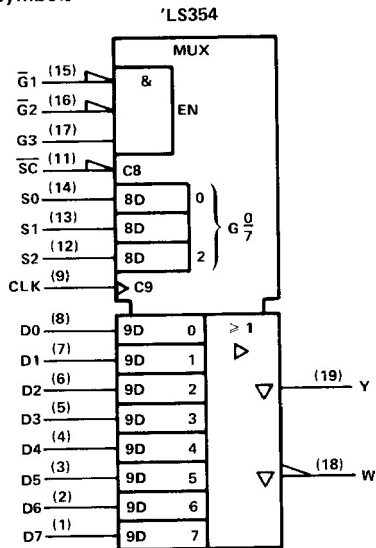 symbols
'LS354
MUX
G̅1 (15) & EN
G̅2 (16)
G3 (17)
S̅C̅ (11) C8
S0 (14) 8D 0
S1 (13) 8D G 0/7
S2 (12) 8D 2
CLK (9) C9
D0 (8) 9D 0 ≥ 1
D1 (7) 9D 1
D2 (6) 9D 2 (19) Y
D3 (5) 9D 3
D4 (4) 9D 4
D5 (3) 9D 5 (18) W
D6 (2) 9D 6
D7 (1) 9D 7